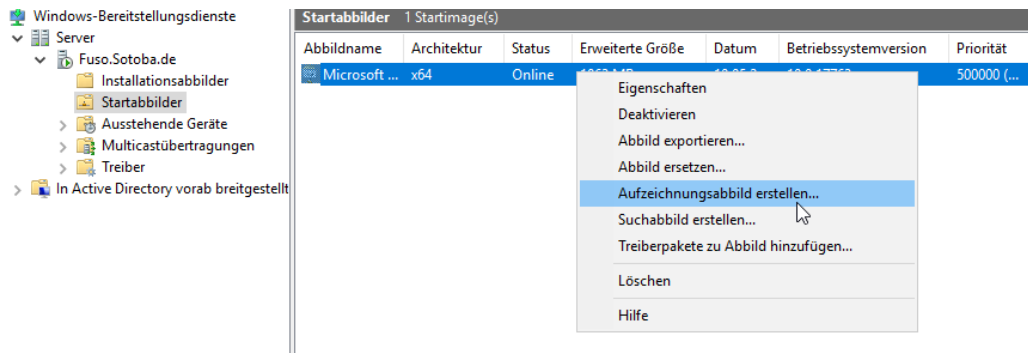 Windows-Bereitstellungsdienste
Server
Fuso.Sotoba.de
Installationsabbilder
Startabbilder
Ausstehende Geräte
Multicastübertragungen
Treiber
In Active Directory vorab breitgestellt
Startabbilder 1 Startimage(s)
Abbildname Architektur Status Erweiterte Größe Datum Betriebssystemversion Priorität
Microsoft ... x64 Online 500000 (...
Eigenschaften
Deaktivieren
Abbild exportieren...
Abbild ersetzen...
Aufzeichnungsabbild erstellen...
Suchabbild erstellen...
Treiberpakete zu Abbild hinzufügen...
Löschen
Hilfe